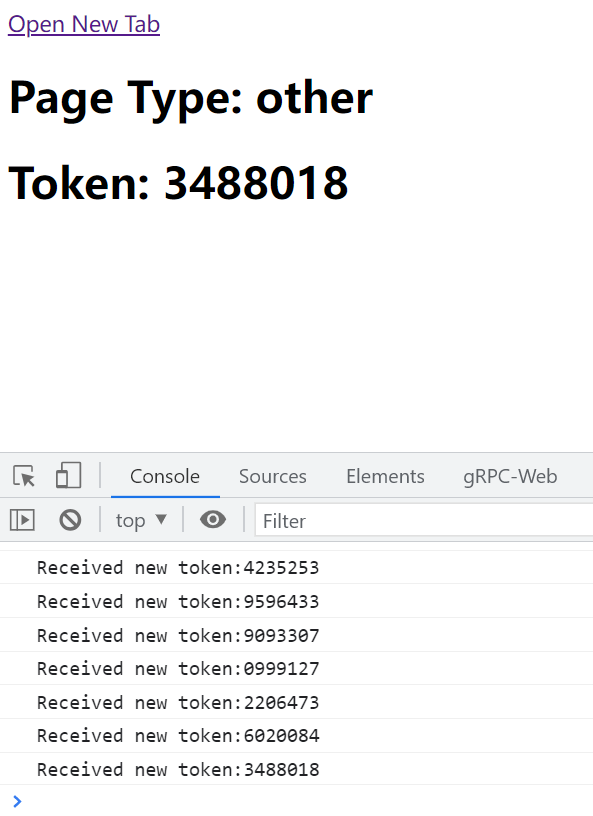 Open New Tab
Page Type: other
Token: 3488018
Console Sources Elements gRPC-Web
top ▼ Filter
Received new token:4235253
Received new token:9596433
Received new token:9093307
Received new token:0999127
Received new token:2206473
Received new token:6020084
Received new token:3488018